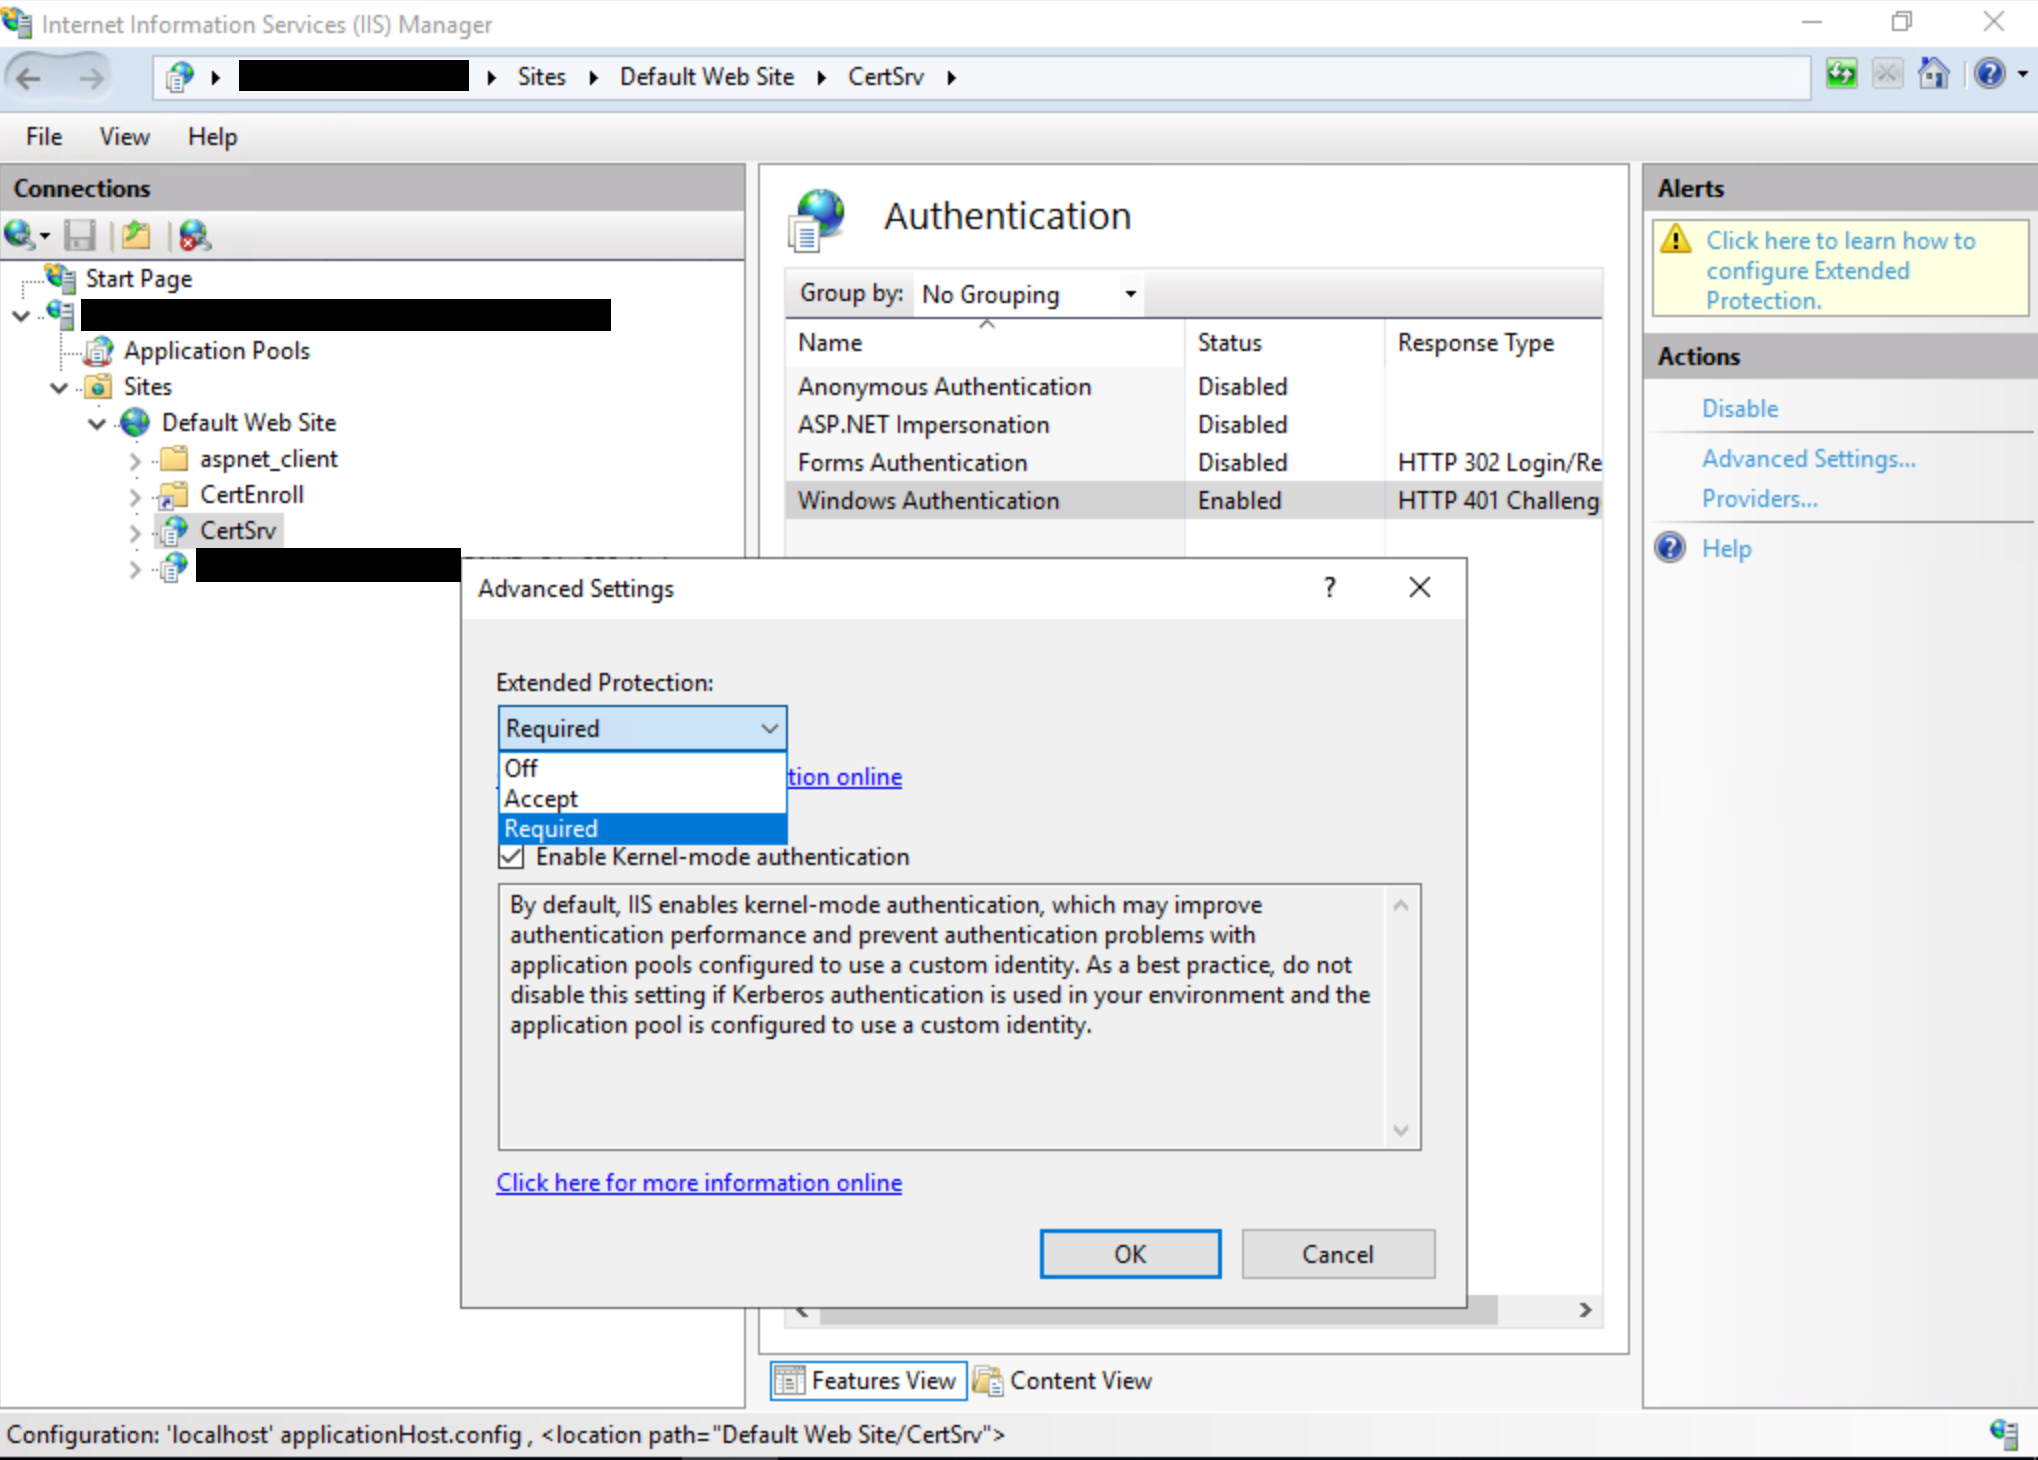 Internet Information Services (IIS) Manager
Sites
Default Web Site
CertSrv
File
View
Help
Connections
Start Page
Application Pools
Sites
Default Web Site
aspnet_client
CertEnroll
CertSrv
Authentication
Group by:
No Grouping
Name
Status
Response Type
Anonymous Authentication
Disabled
ASP.NET Impersonation
Disabled
Forms Authentication
Disabled
HTTP 302 Login/Re
Windows Authentication
Enabled
HTTP 401 Challeng
Advanced Settings
?
Extended Protection:
Required
Off
Accept
Required
tion online
Enable Kernel-mode authentication
By default, IIS enables kernel-mode authentication, which may improve
authentication performance and prevent authentication problems with
application pools configured to use a custom identity. As a best practice, do not
disable this setting if Kerberos authentication is used in your environment and the
application pool is configured to use a custom identity.
Click here for more information online
OK
Cancel
Features View
Content View
Alerts
Click here to learn how to
configure Extended
Protection.
Actions
Disable
Advanced Settings...
Providers...
Help
Configuration: 'localhost' applicationHost.config , <location path="Default Web Site/CertSrv">